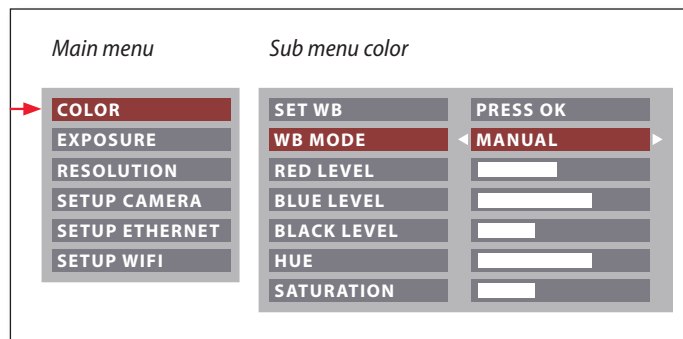 Main menu
Sub menu color
COLOR
EXPOSURE
RESOLUTION
SETUP CAMERA
SETUP ETHERNET
SETUP WIFI
SET WB PRESS OK
WB MODE MANUAL
RED LEVEL
BLUE LEVEL
BLACK LEVEL
HUE
SATURATION